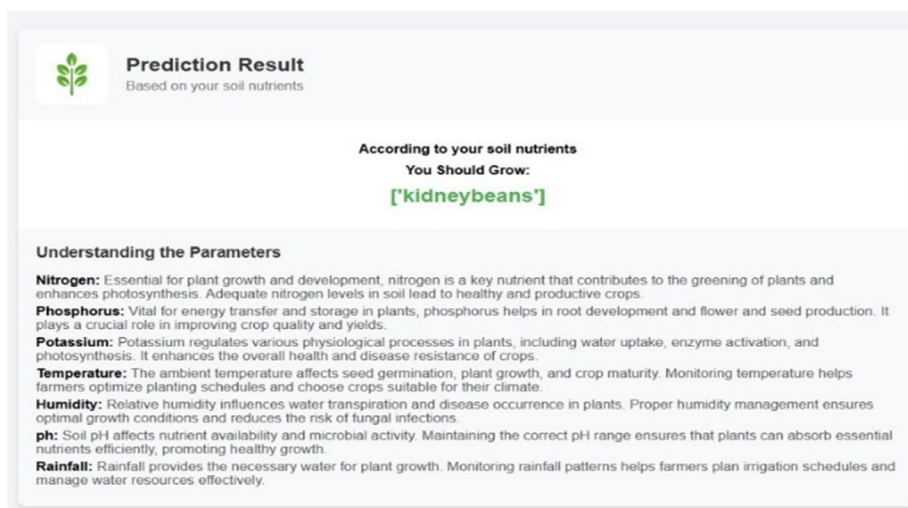 Prediction Result
Based on your soil nutrients
According to your soil nutrients
You Should Grow:
['kidneybeans']
Understanding the Parameters
Nitrogen: Essential for plant growth and development, nitrogen is a key nutrient that contributes to the greening of plants and
enhances photosynthesis. Adequate nitrogen levels in soil lead to healthy and productive crops.
Phosphorus: Vital for energy transfer and storage in plants, phosphorus helps in root development and flower and seed production. It
plays a crucial role in improving crop quality and yields.
Potassium: Potassium regulates various physiological processes in plants, including water uptake, enzyme activation, and
photosynthesis. It enhances the overall health and disease resistance of crops.
Temperature: The ambient temperature affects seed germination, plant growth, and crop maturity. Monitoring temperature helps
farmers optimize planting schedules and choose crops suitable for their climate.
Humidity: Relative humidity influences water transpiration and disease occurrence in plants. Proper humidity management ensures
optimal growth conditions and reduces the risk of fungal infections.
ph: Soil pH affects nutrient availability and microbial activity. Maintaining the correct pH range ensures that plants can absorb essential
nutrients efficiently, promoting healthy growth.
Rainfall: Rainfall provides the necessary water for plant growth. Monitoring rainfall patterns helps farmers plan irrigation schedules and
manage water resources effectively.